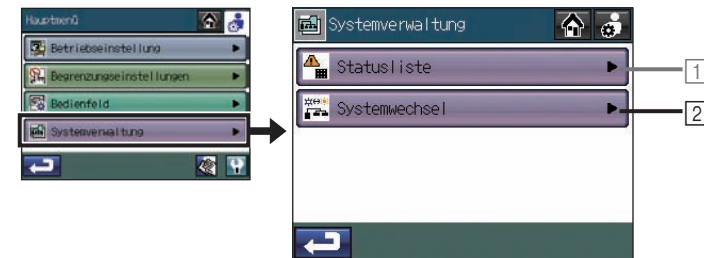 Hauptmenü
Betriebseinstellung
Begrenzungseinstellungen
Bedienfeld
Systemverwaltung
Systemverwaltung
Statusliste
Systemwechsel
1
2